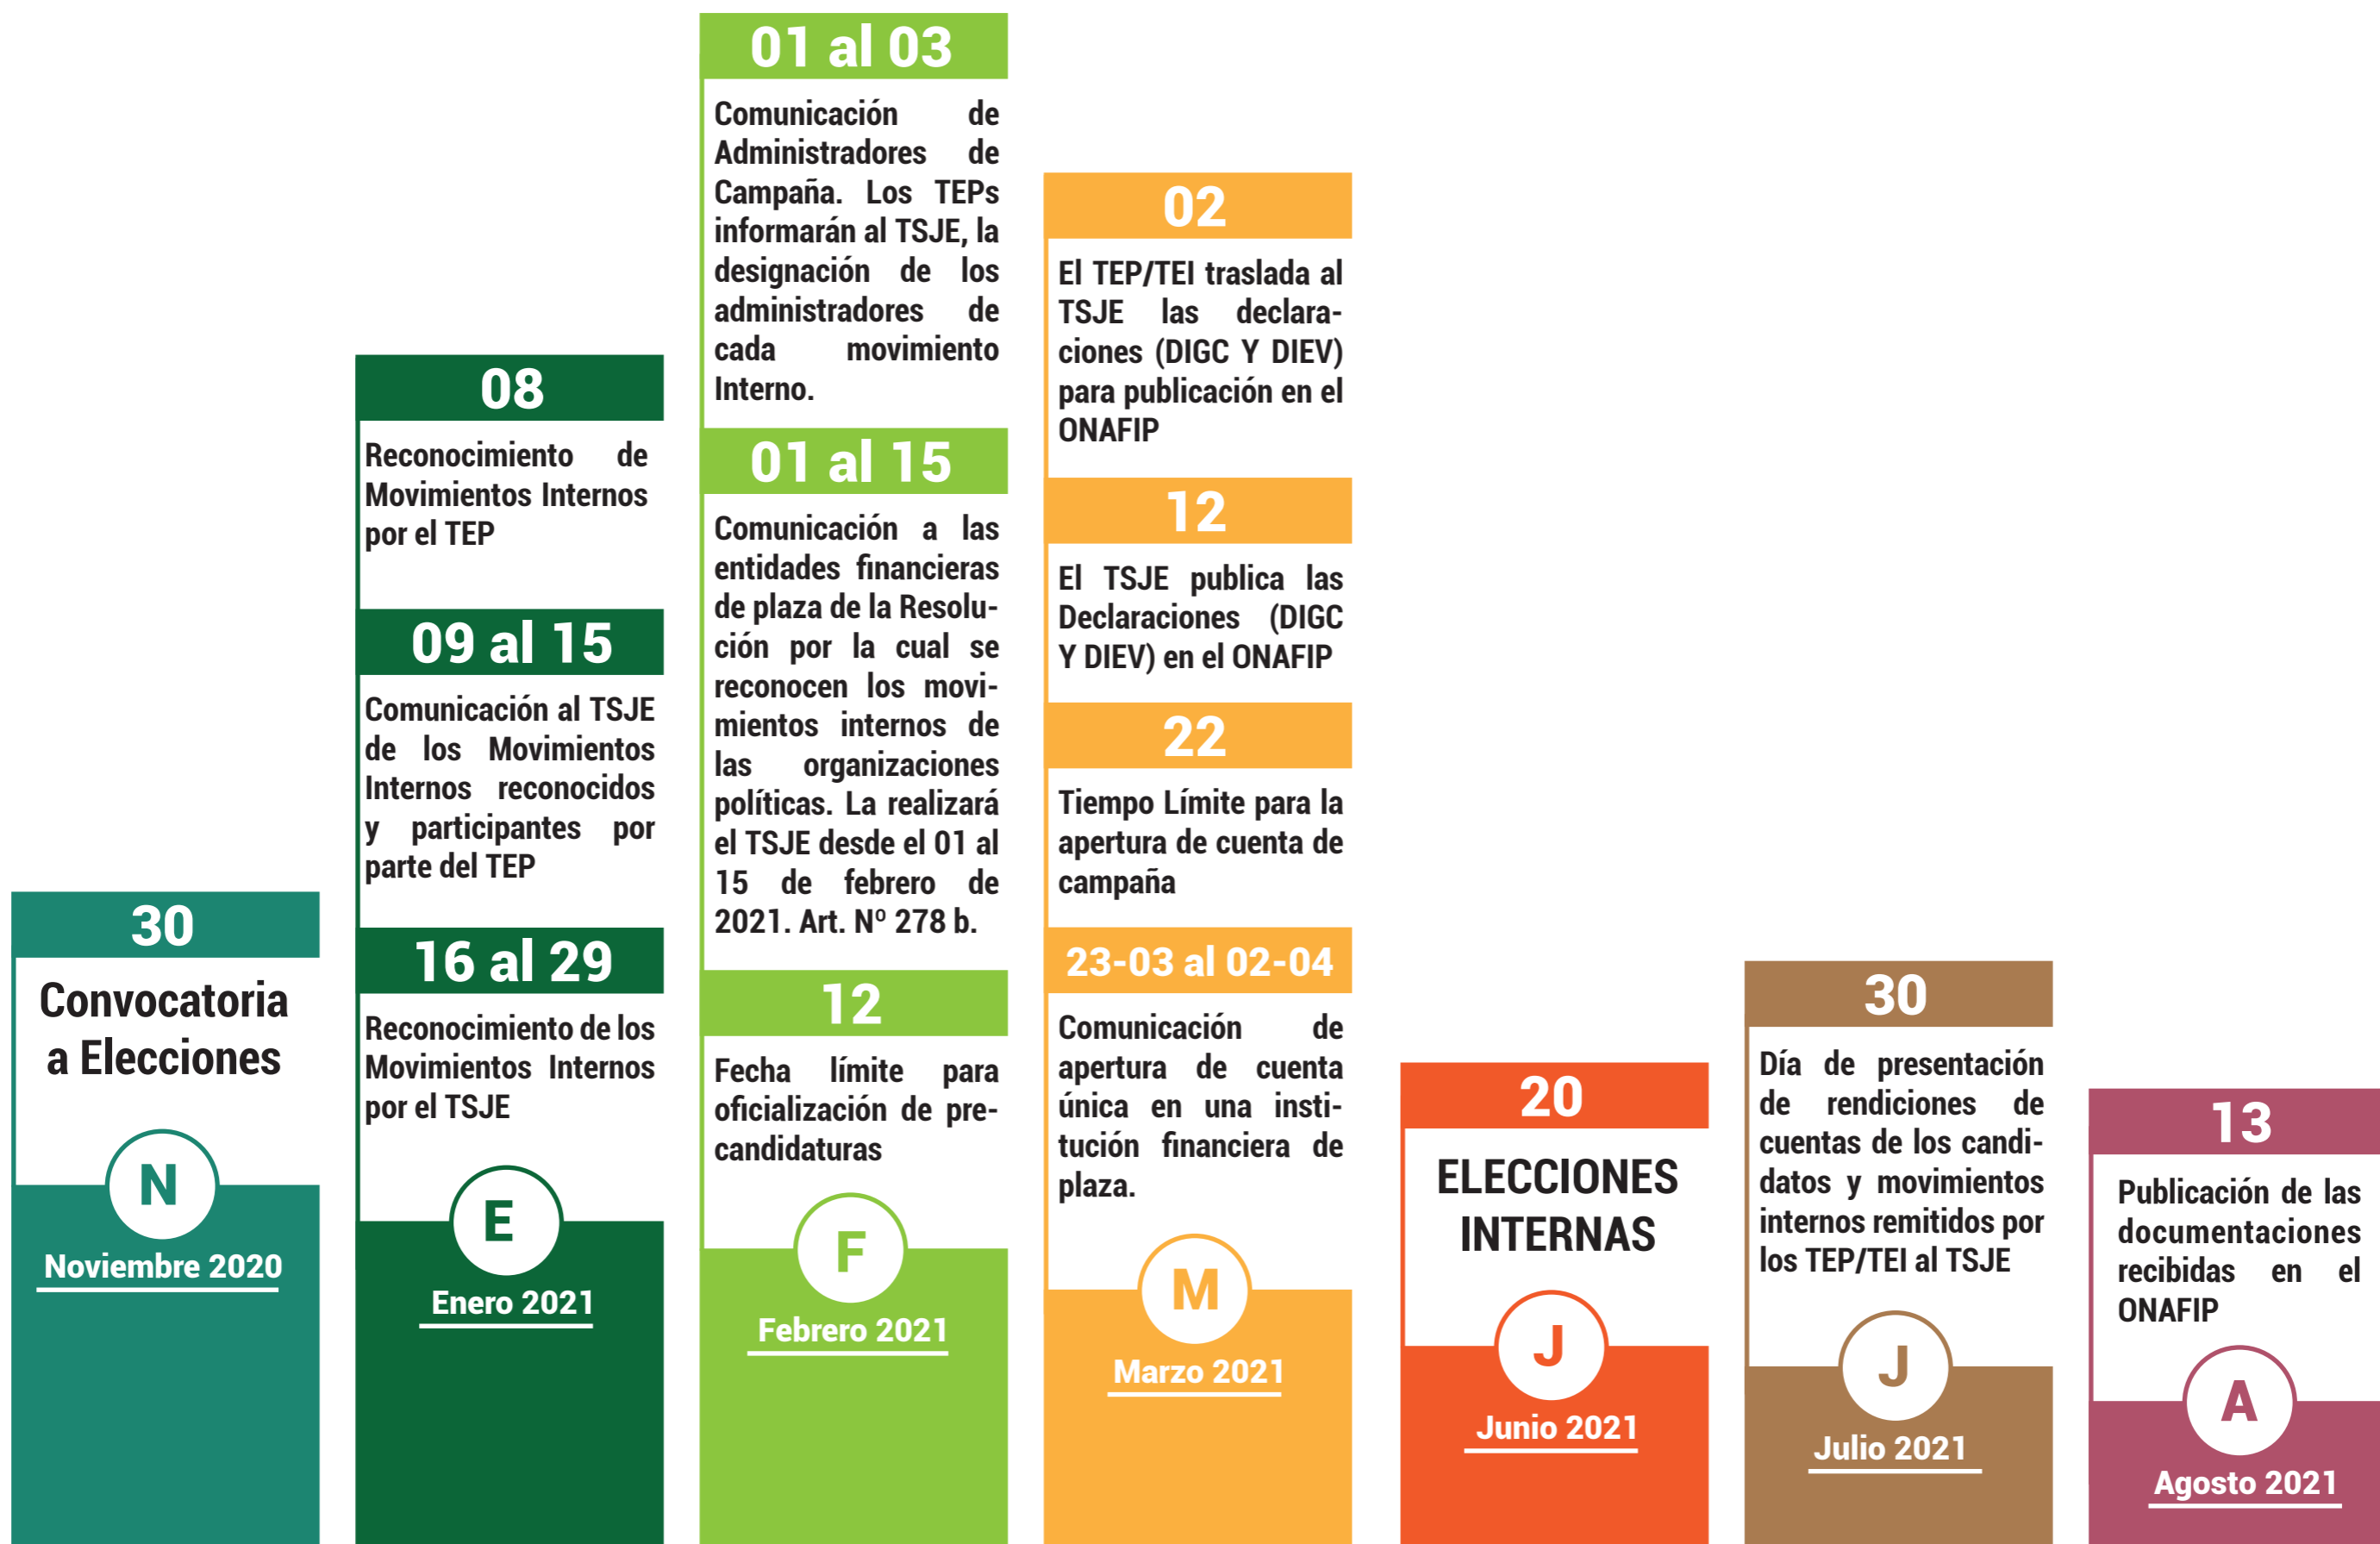 30
Convocatoria
a Elecciones
N
Noviembre 2020
08
Reconocimiento de
Movimientos Internos
por el TEP
09 al 15
Comunicación al TSJE
de los Movimientos
Internos reconocidos
y participantes por
parte del TEP
16 al 29
Reconocimiento de los
Movimientos Internos
por el TSJE
E
Enero 2021
01 al 03
Comunicación de
Administradores de
Campaña. Los TEPs
informarán al TSJE, la
designación de los
administradores de
cada movimiento
Interno.
01 al 15
Comunicación a las
entidades financieras
de plaza de la Resolu-
ción por la cual se
reconocen los movi-
mientos internos de
las organizaciones
políticas. La realizará
el TSJE desde el 01 al
15 de febrero de
2021. Art. Nº 278 b.
12
Fecha límite para
oficialización de pre-
candidaturas
F
Febrero 2021
02
El TEP/TEI traslada al
TSJE las declara-
ciones (DIGC Y DIEV)
para publicación en el
ONAFIP
12
El TSJE publica las
Declaraciones (DIGC
Y DIEV) en el ONAFIP
22
Tiempo Límite para la
apertura de cuenta de
campaña
23-03 al 02-04
Comunicación de
apertura de cuenta
única en una insti-
tución financiera de
plaza.
M
Marzo 2021
20
ELECCIONES
INTERNAS
J
Junio 2021
30
Día de presentación
de rendiciones de
cuentas de los candi-
datos y movimientos
internos remitidos por
los TEP/TEI al TSJE
J
Julio 2021
13
Publicación de las
documentaciones
recibidas en el
ONAFIP
A
Agosto 2021